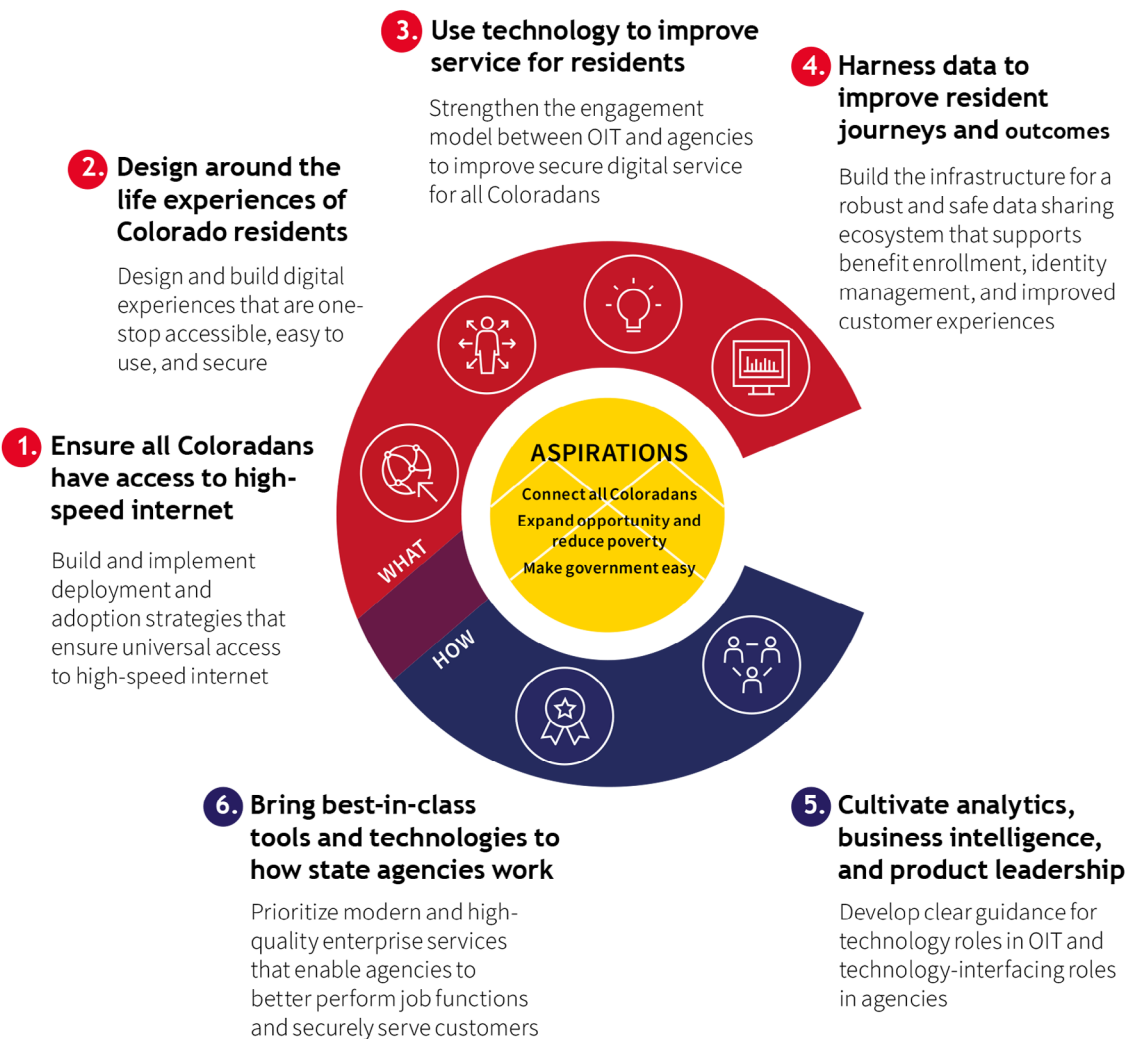 1. Ensure all Coloradans
have access to high-
speed internet
Build and implement
deployment and
adoption strategies that
ensure universal access
to high-speed internet
2. Design around the
life experiences of
Colorado residents
Design and build digital
experiences that are one-
stop accessible, easy to
use, and secure
3. Use technology to improve
service for residents
Strengthen the engagement
model between OIT and agencies
to improve secure digital service
for all Coloradans
4. Harness data to
improve resident
journeys and outcomes
Build the infrastructure for a
robust and safe data sharing
ecosystem that supports
benefit enrollment, identity
management, and improved
customer experiences
ASPIRATIONS
Connect all Coloradans
Expand opportunity and
reduce poverty
Make government easy
WHAT
HOW
5. Cultivate analytics,
business intelligence,
and product leadership
Develop clear guidance for
technology roles in OIT and
technology-interfacing roles
in agencies
6. Bring best-in-class
tools and technologies to
how state agencies work
Prioritize modern and high-
quality enterprise services
that enable agencies to
better perform job functions
and securely serve customers